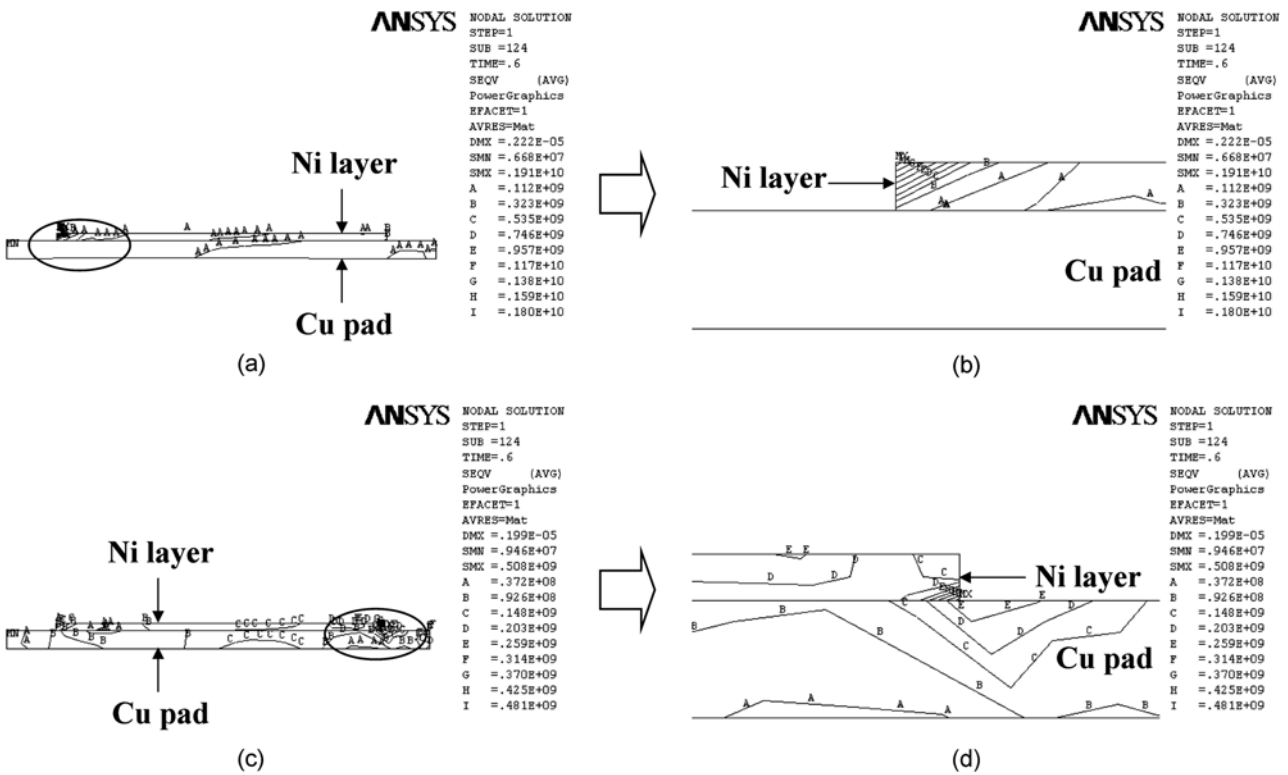 ANSYS
NODAL SOLUTION
STEP=1
SUB =124
TIME=.6
SEQV (AVG)
PowerGraphics
EFACET=1
AVRES=Mat
DMX =.222E-05
SMN =.668E+07
SMX =.191E+10
A =.112E+09
B =.323E+09
C =.535E+09
D =.746E+09
E =.957E+09
F =.117E+10
G =.138E+10
H =.159E+10
I =.180E+10
Ni layer
MN
Cu pad
(a)
ANSYS
NODAL SOLUTION
STEP=1
SUB =124
TIME=.6
SEQV (AVG)
PowerGraphics
EFACET=1
AVRES=Mat
DMX =.222E-05
SMN =.668E+07
SMX =.191E+10
A =.112E+09
B =.323E+09
C =.535E+09
D =.746E+09
E =.957E+09
F =.117E+10
G =.138E+10
H =.159E+10
I =.180E+10
Ni layer
Cu pad
(b)
ANSYS
NODAL SOLUTION
STEP=1
SUB =124
TIME=.6
SEQV (AVG)
PowerGraphics
EFACET=1
AVRES=Mat
DMX =.199E-05
SMN =.946E+07
SMX =.508E+09
A =.372E+08
B =.926E+08
C =.148E+09
D =.203E+09
E =.259E+09
F =.314E+09
G =.370E+09
H =.425E+09
I =.481E+09
Ni layer
MN
Cu pad
(c)
ANSYS
NODAL SOLUTION
STEP=1
SUB =124
TIME=.6
SEQV (AVG)
PowerGraphics
EFACET=1
AVRES=Mat
DMX =.199E-05
SMN =.946E+07
SMX =.508E+09
A =.372E+08
B =.926E+08
C =.148E+09
D =.203E+09
E =.259E+09
F =.314E+09
G =.370E+09
H =.425E+09
I =.481E+09
Ni layer
Cu pad
(d)